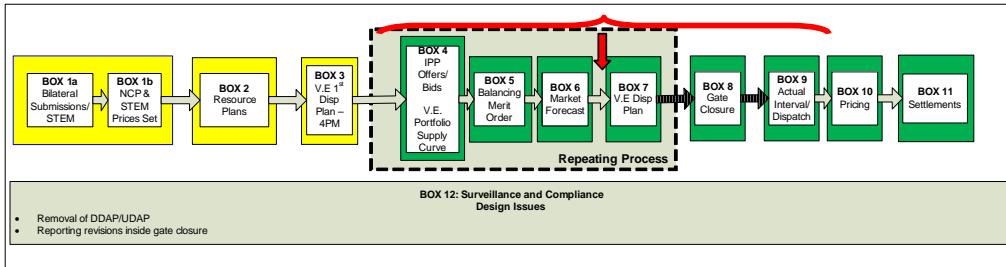 BOX 1a
Bilateral
Submissions/
STEM
BOX 1b
NCP &
STEM
Prices Set
BOX 2
Resource
Plans
BOX 3
V.E 1st
Disp
Plan –
4PM
BOX 4
IPP
Offers/
Bids
V.E.
Portfolio
Supply
Curve
BOX 5
Balancing
Merit
Order
BOX 6
Market
Forecast
BOX 7
V.E Disp
Plan
BOX 8
Gate
Closure
BOX 9
Actual
Interval/
Dispatch
BOX 10
Pricing
BOX 11
Settlements
Repeating Process
BOX 12: Surveillance and Compliance
Design Issues
• Removal of DDAP/UDAP
• Reporting revisions inside gate closure